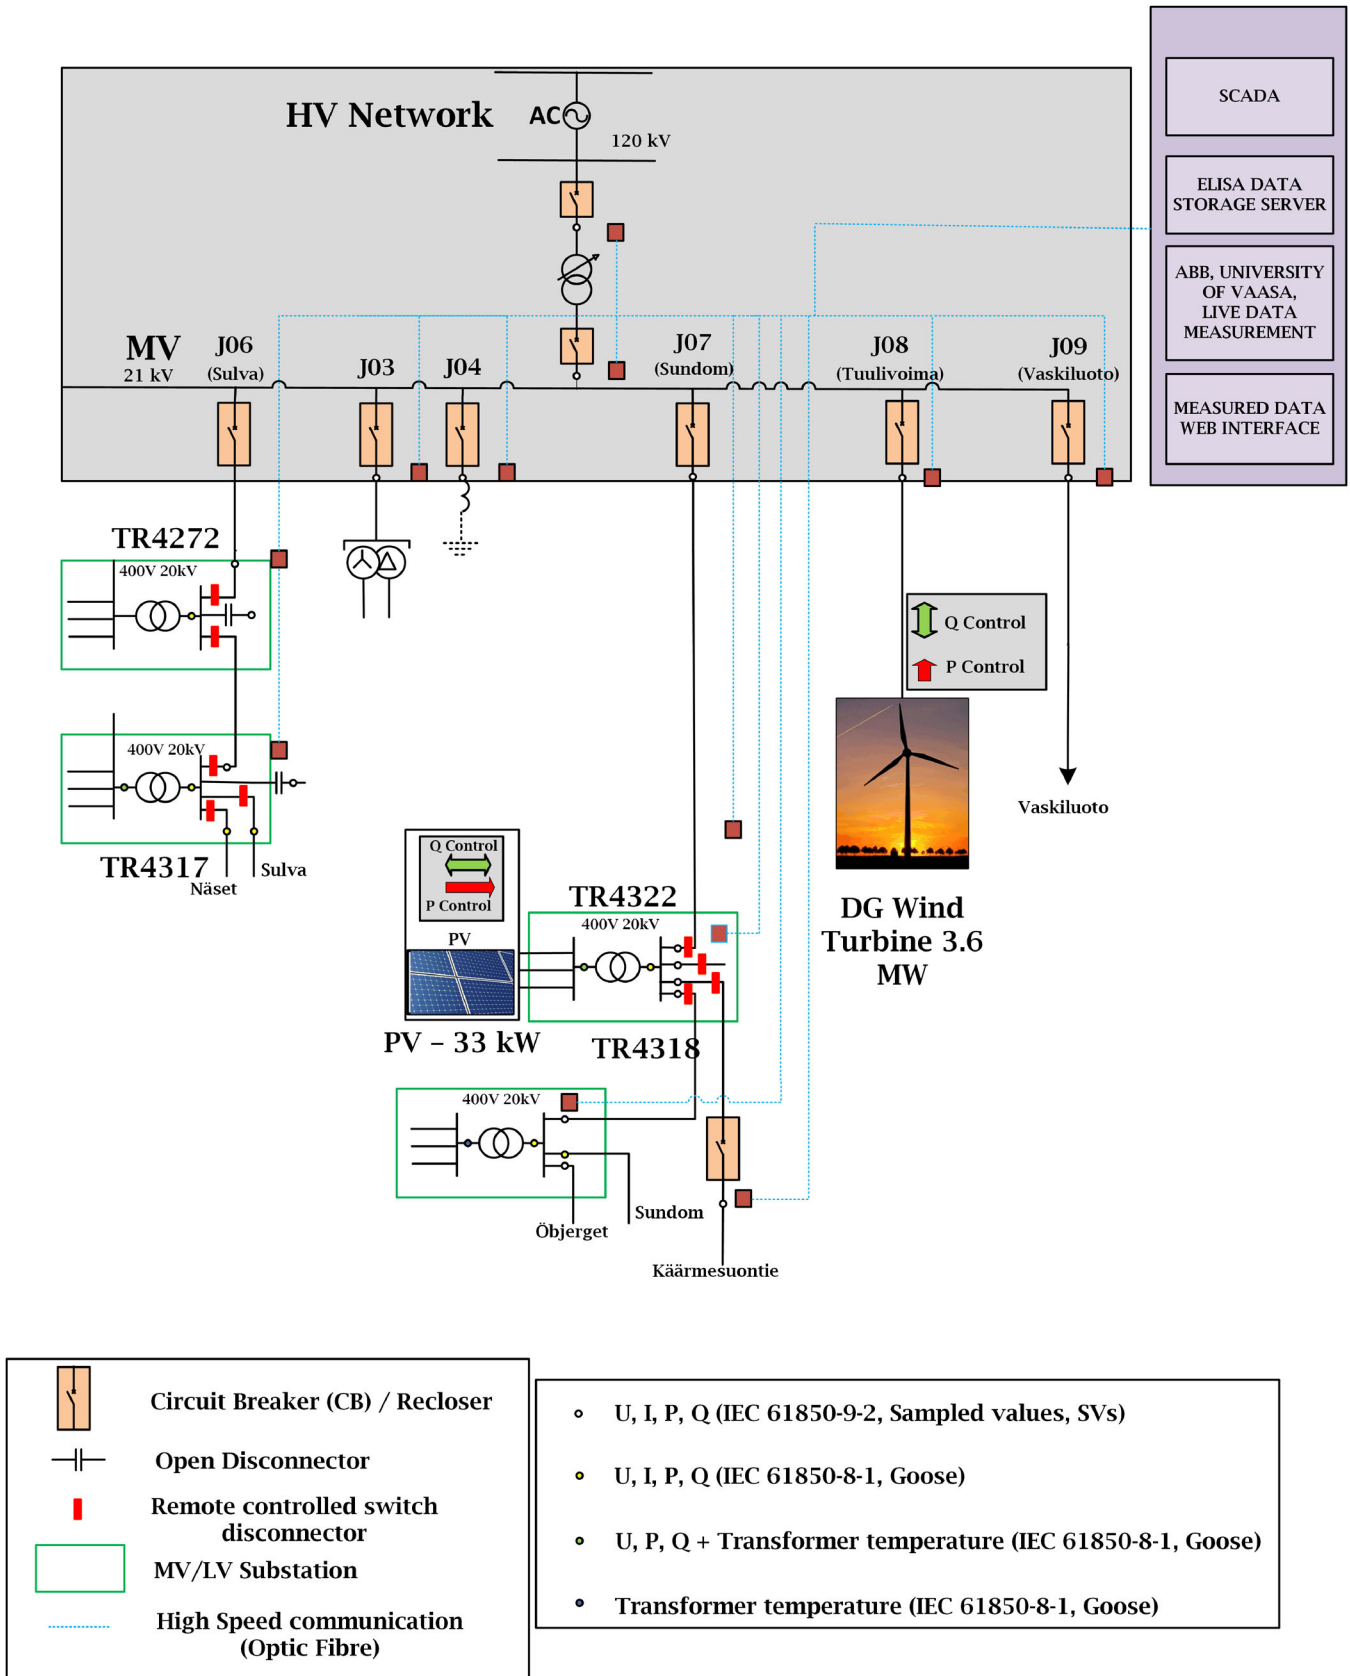 SCADA
ELISA DATA
STORAGE SERVER
ABB, UNIVERSITY
OF VAASA,
LIVE DATA
MEASUREMENT
MEASURED DATA
WEB INTERFACE
HV Network
AC
120 kV
MV
21 kV
J06
(Sulva)
J03
J04
J07
(Sundom)
J08
(Tuulivoima)
J09
(Vaskiluoto)
TR4272
400V 20kV
400V 20kV
TR4317
Näset
Sulva
Q Control
P Control
Vaskiluoto
DG Wind
Turbine 3.6
MW
Q Control
P Control
PV
PV – 33 kW
TR4322
400V 20kV
TR4318
400V 20kV
Öbjerget
Sundom
Käärmesuontie
Circuit Breaker (CB) / Recloser
Open Disconnector
Remote controlled switch
disconnector
MV/LV Substation
High Speed communication
(Optic Fibre)
U, I, P, Q (IEC 61850-9-2, Sampled values, SVs)
U, I, P, Q (IEC 61850-8-1, Goose)
U, P, Q + Transformer temperature (IEC 61850-8-1, Goose)
Transformer temperature (IEC 61850-8-1, Goose)